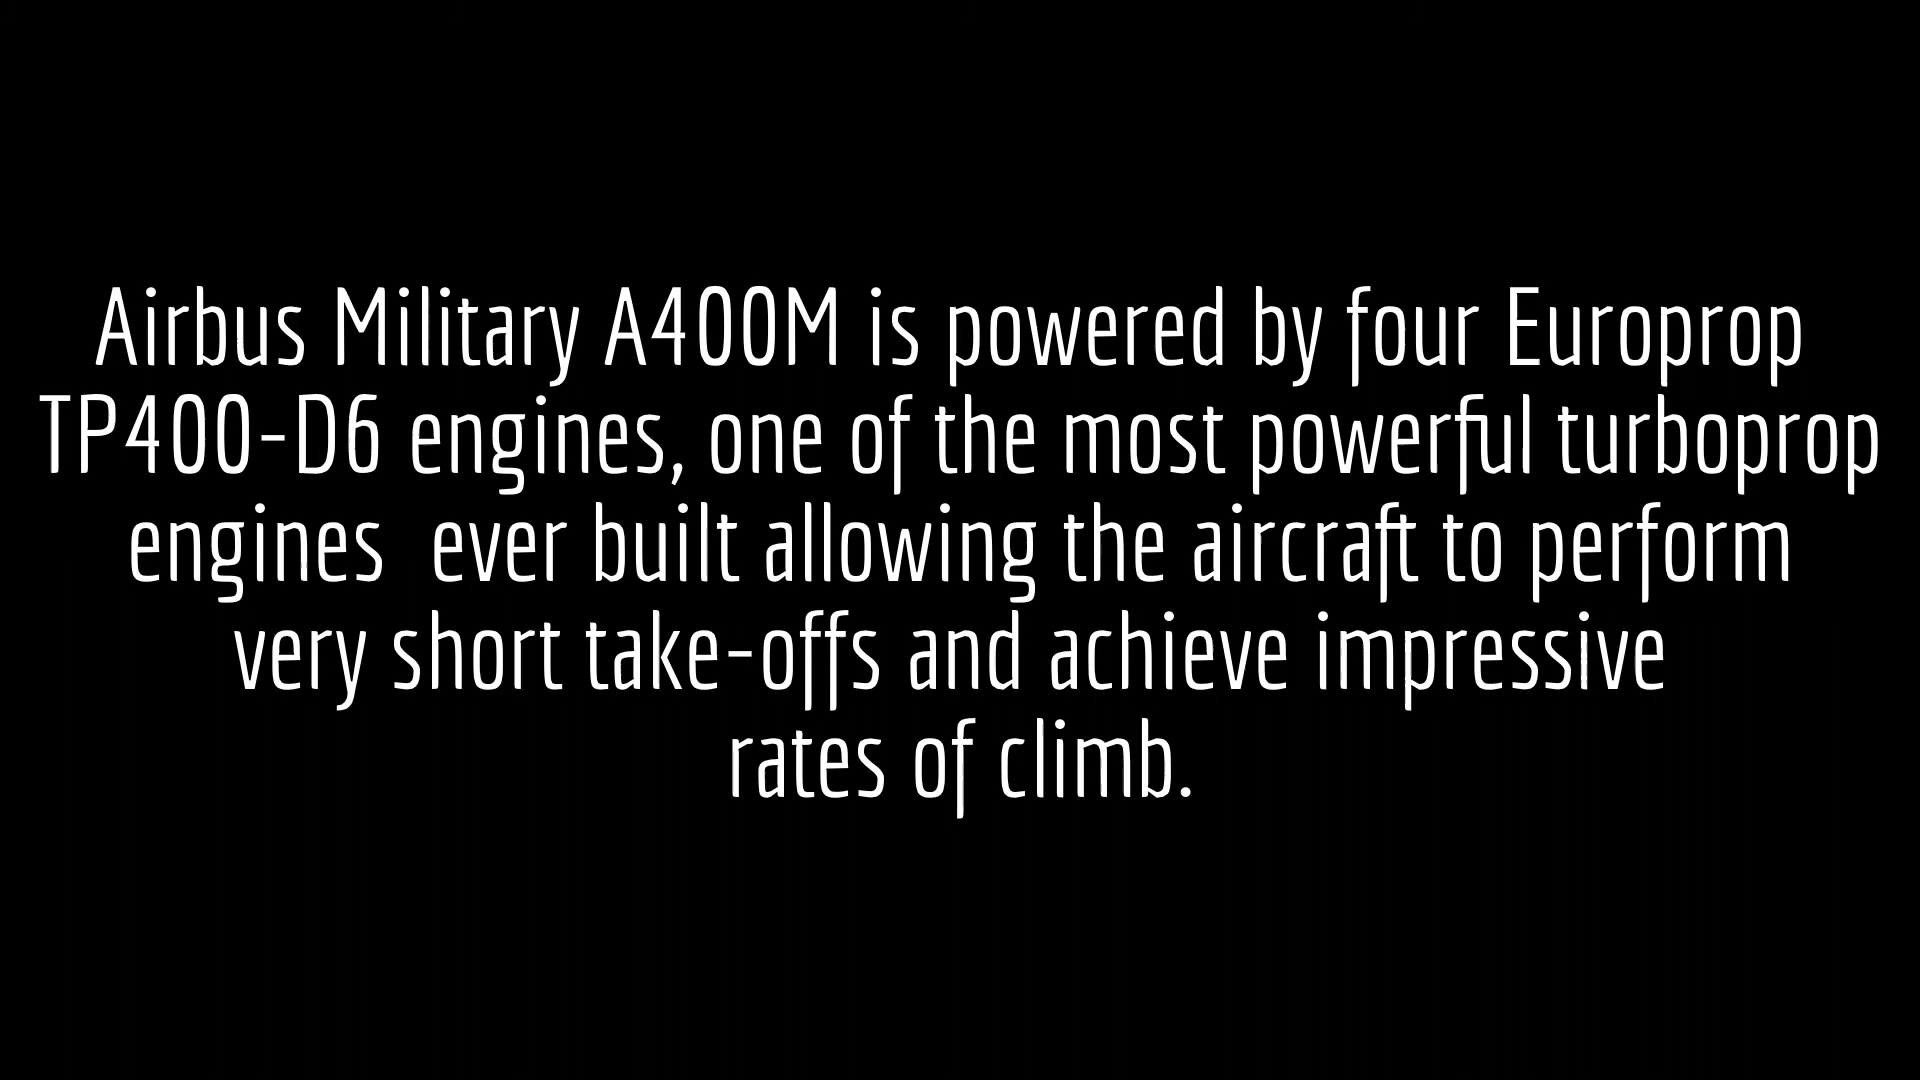 Airbus Military A400M is powered by four Europrop
TP400-D6 engines, one of the most powerful turboprop
engines  ever built allowing the aircraft to perform
very short take-offs and achieve impressive
rates of climb.